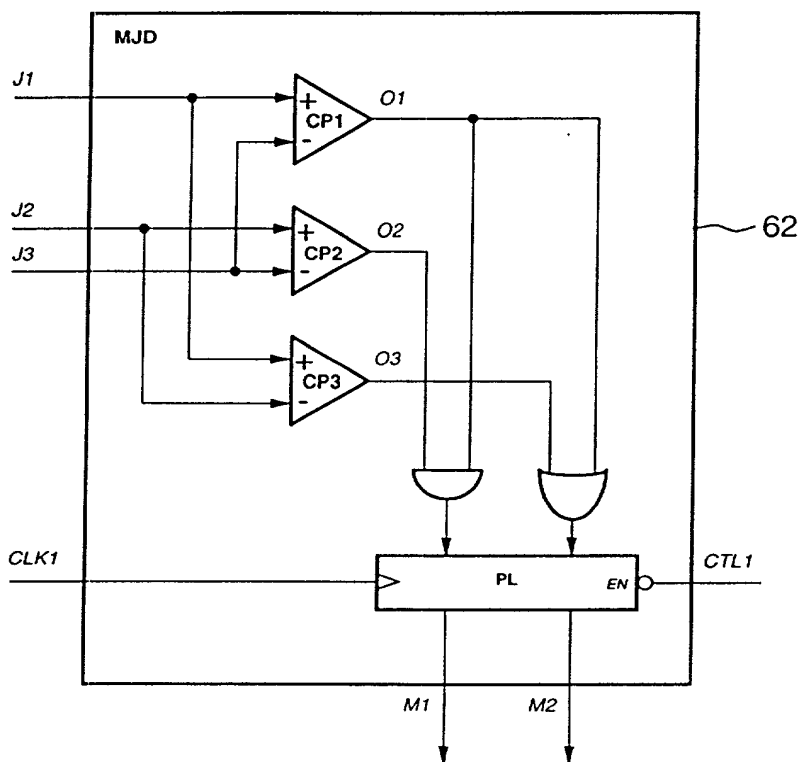 MJD
J1
+
CP1
-
O1
J2
+
CP2
-
O2
J3
62
+
CP3
-
O3
CLK1
PL
EN
CTL1
M1
M2